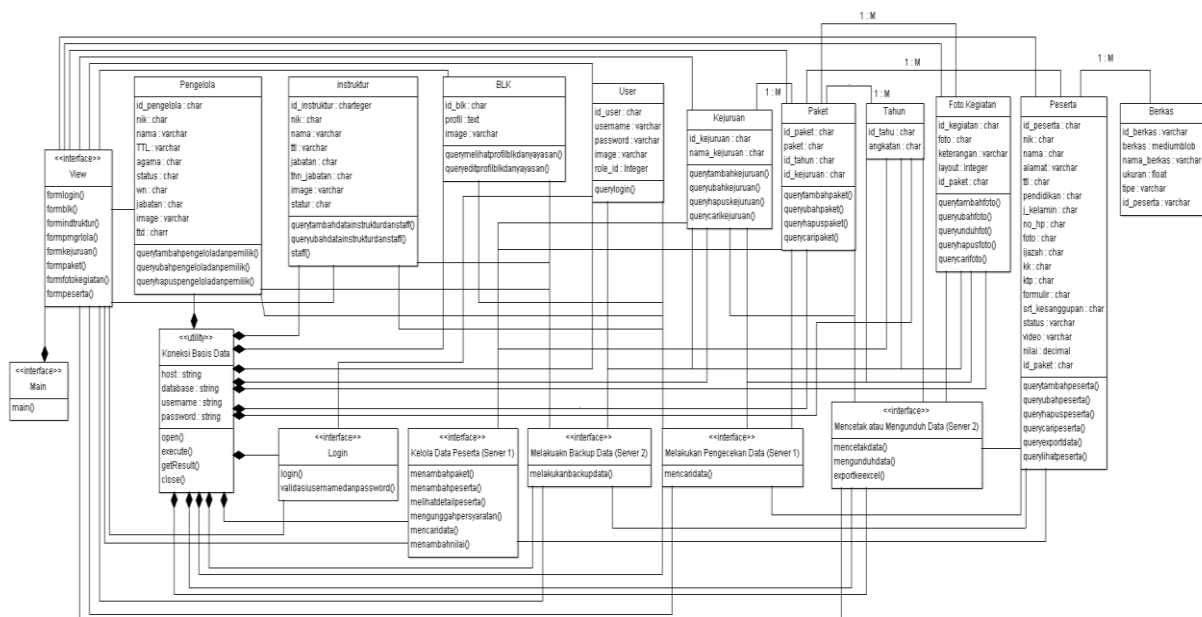 1 : M
1 : M
1 : M
1 : M
1 : M
Pengelola
id_pengelola : char
nik : char
nama : varchar
TTL : varchar
agama : char
status : char
wn : char
jabatan : char
image : varchar
ttd : charr
querytambahpengeloladanpemilik()
queryubahpengeloladanpemilik()
queryhapuspengeloladanpemilik()
instruktur
id_instruktur : charteger
nik : char
nama : varchar
ttl : varchar
jabatan : char
thn_jabatan : char
image : varchar
statur : char
querytambahdatainstrukturdanstaff()
queryubahdatainstrukturdanstaff()
staff()
BLK
id_blk : char
profil : text
image : varchar
querymelihatprofilblkdanyayasan()
queryeditprofilblkdanyayasan()
User
id_user : char
username : varchar
password : varchar
image : varchar
role_id : Integer
querylogin()
Kejuruan
id_kejuruan : char
nama_kejuruan : char
querytambahkejuruan()
queryubahkejuruan()
queryhapuskejuruan()
querycarikejuruan()
Paket
id_paket : char
paket : char
id_tahun : char
id_kejuruan : char
querytambahpaket()
queryubahpaket()
queryhapuspaket()
querycaripaket()
Tahun
id_tahu : char
angkatan : char
Foto Kegiatan
id_kegiatan : char
foto : char
keterangan : varchar
layout : Integer
id_paket : char
querytambahfoto()
queryubahfoto()
queryunduhfoto()
queryhapusfoto()
querycarifoto()
Peserta
id_peserta : char
nik : char
nama : char
alamat : varchar
ttl : char
pendidikan : char
j_kelamin : char
no_hp : char
foto : char
ijazah : char
kk : char
ktp : char
formulir : char
srt_kesanggupan : char
status : varchar
video : varchar
nilai : decimal
id_paket : char
querytambahpeserta()
queryubahpeserta()
queryhapuspeserta()
querycaripeserta()
queryexportdata()
querylihatpeserta()
Berkas
id_berkas : varchar
berkas : mediumblob
nama_berkas : varchar
ukuran : float
tipe : varchar
id_peserta : varchar
<<interface>>
View
formlogin()
formblk()
formindtruktur()
formpmgrlola()
formkejuruan()
formpaket()
formfotokegiatan()
formpeserta()
<<interface>>
Main
main()
<<utility>>
Koneksi Basis Data
host : string
database : string
username : string
password : string
open()
execute()
getResult()
close()
<<interface>>
Login
login()
validasiusernamedanpassword()
<<interface>>
Kelola Data Peserta (Server 1)
menambahpaket()
menambahpeserta()
melihatdetailpeserta()
mengunggahpersyaratan()
mencaridata()
menambahnilai()
<<interface>>
Melakuakn Backup Data (Server 2)
melakukanbackupdata()
<<interface>>
Melakukan Pengecekan Data (Server 1)
mencaridata()
<<interface>>
Mencetak atau Mengunduh Data (Server 2)
mencetakdata()
mengunduhdata()
exportkeexcel()